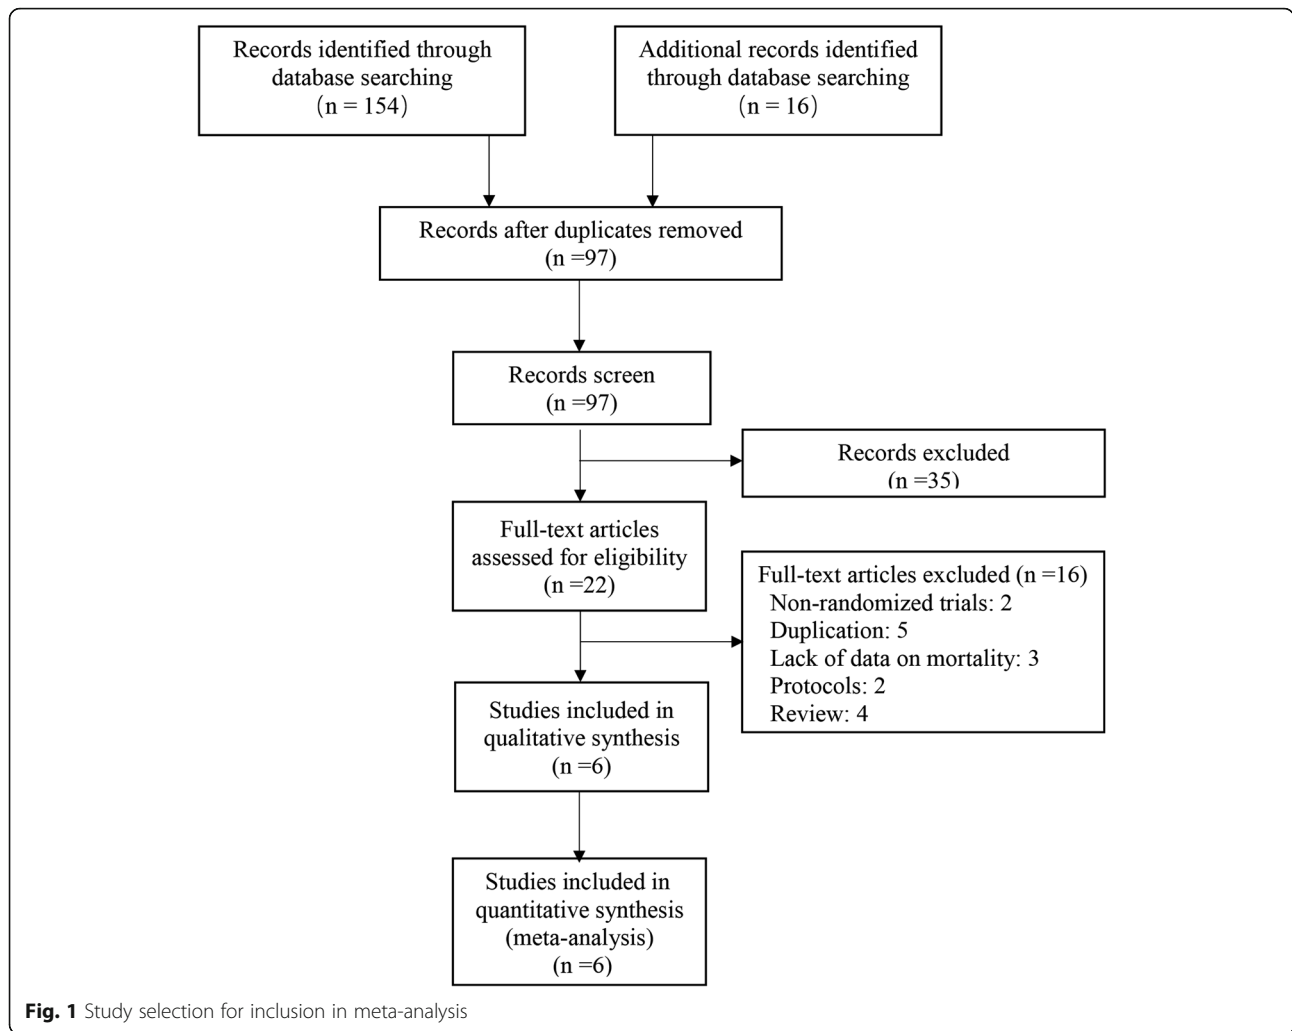 Records identified through
database searching
(n = 154)
Additional records identified
through database searching
(n = 16)
Records after duplicates removed
(n =97)
Records screen
(n =97)
Records excluded
(n =35)
Full-text articles
assessed for eligibility
(n =22)
Full-text articles excluded (n =16)
Non-randomized trials: 2
Duplication: 5
Lack of data on mortality: 3
Protocols: 2
Review: 4
Studies included in
qualitative synthesis
(n =6)
Studies included in
quantitative synthesis
(meta-analysis)
(n =6)
Fig. 1 Study selection for inclusion in meta-analysis